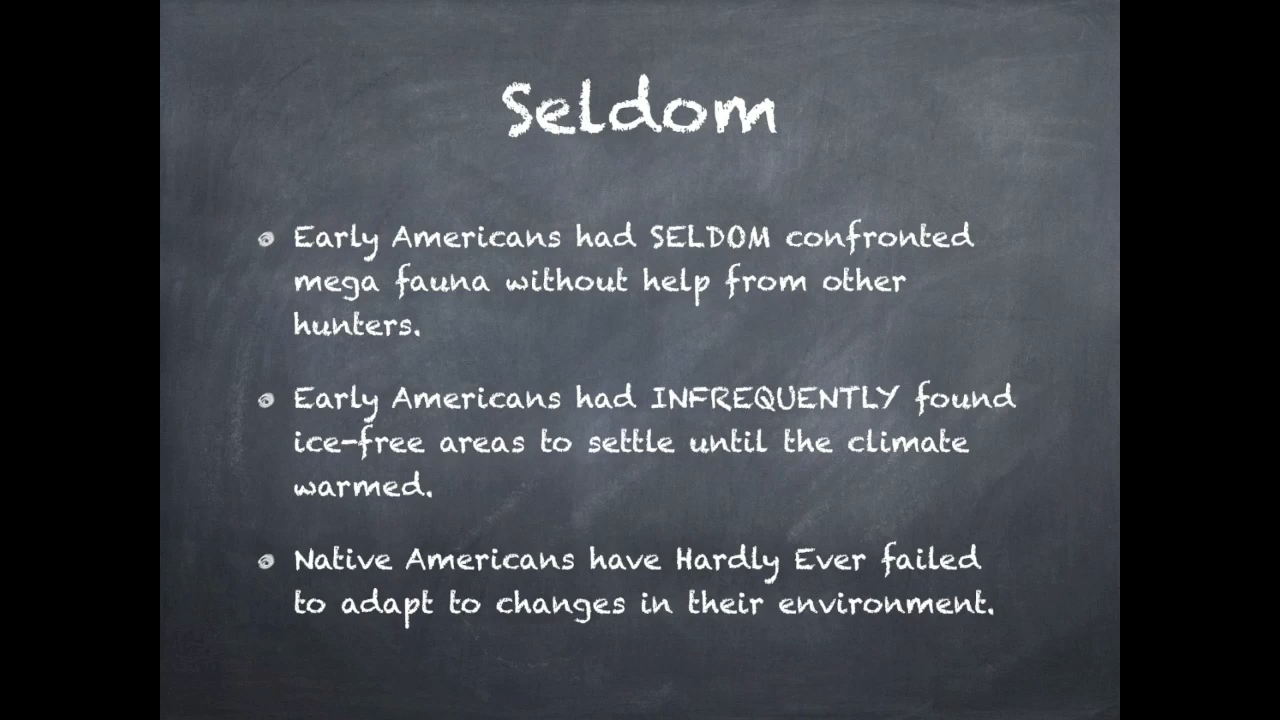 Seldom
Early Americans had SELDOM confronted
mega fauna without help from other
hunters.
Early Americans had INFREQUENTLY found
ice-free areas to settle until the climate
warmed.
Native Americans have Hardly Ever failed
to adapt to changes in their environment.